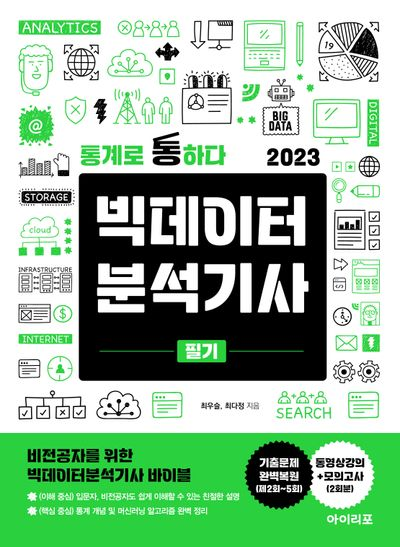 ANALYTICS
19
@
BIG
DATA
DIGITAL
통계로 통하다
2023
STORAGE
빅데이터
분석기사
cloud
INFRASTRUCTURE
필기
INTERNET
최우슬, 최다정 지음
SEARCH
비전공자를 위한
빅데이터분석기사 바이블
(이해 중심) 입문자, 비전공자도 쉽게 이해할 수 있는 친절한 설명
(핵심 중심) 통계 개념 및 머신러닝 알고리즘 완벽 정리
기출문제
완벽복원
(제2회~5회)
동영상강의
+모의고사
(2회분)
아이리포